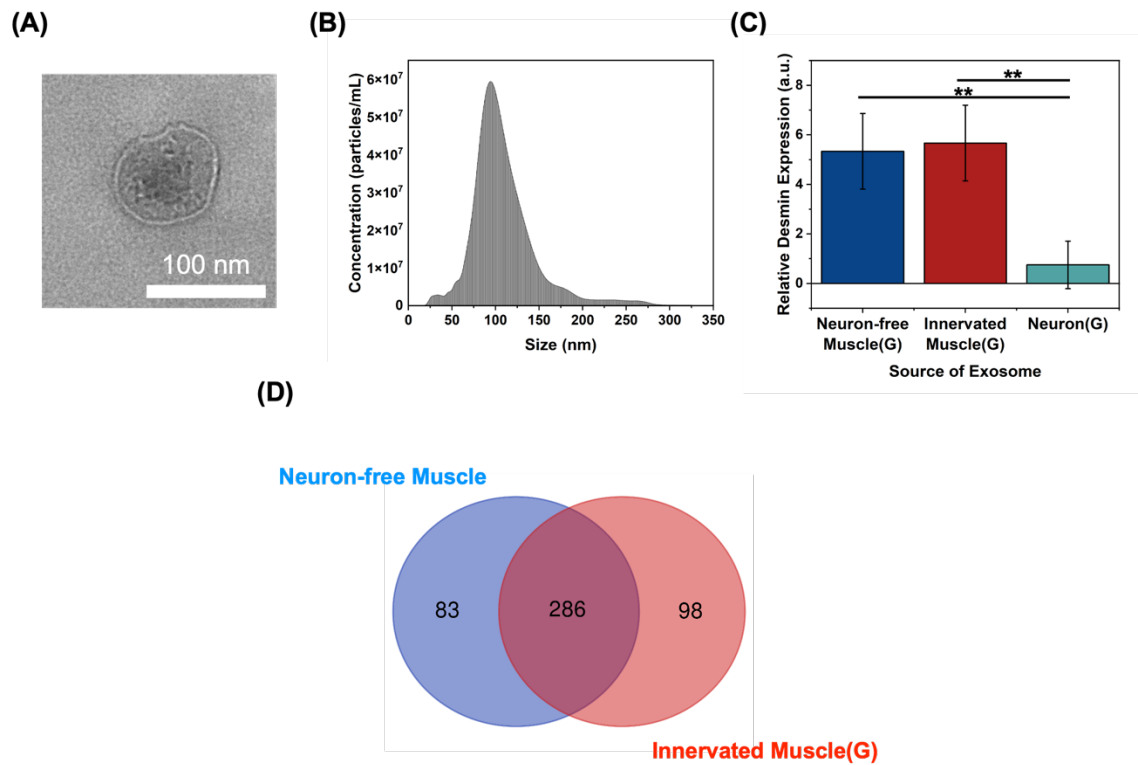 (A)
100 nm
(B)
Concentration (particles/mL)
6×10⁷
5×10⁷
4×10⁷
3×10⁷
2×10⁷
1×10⁷
0
0 50 100 150 200 250 300 350
Size (nm)
(C)
Relative Desmin Expression (a.u.)
8
6
4
2
0
**
**
Neuron-free Innervated Neuron(G)
Muscle(G) Muscle(G)
Source of Exosome
(D)
Neuron-free Muscle
83 286 98
Innervated Muscle(G)